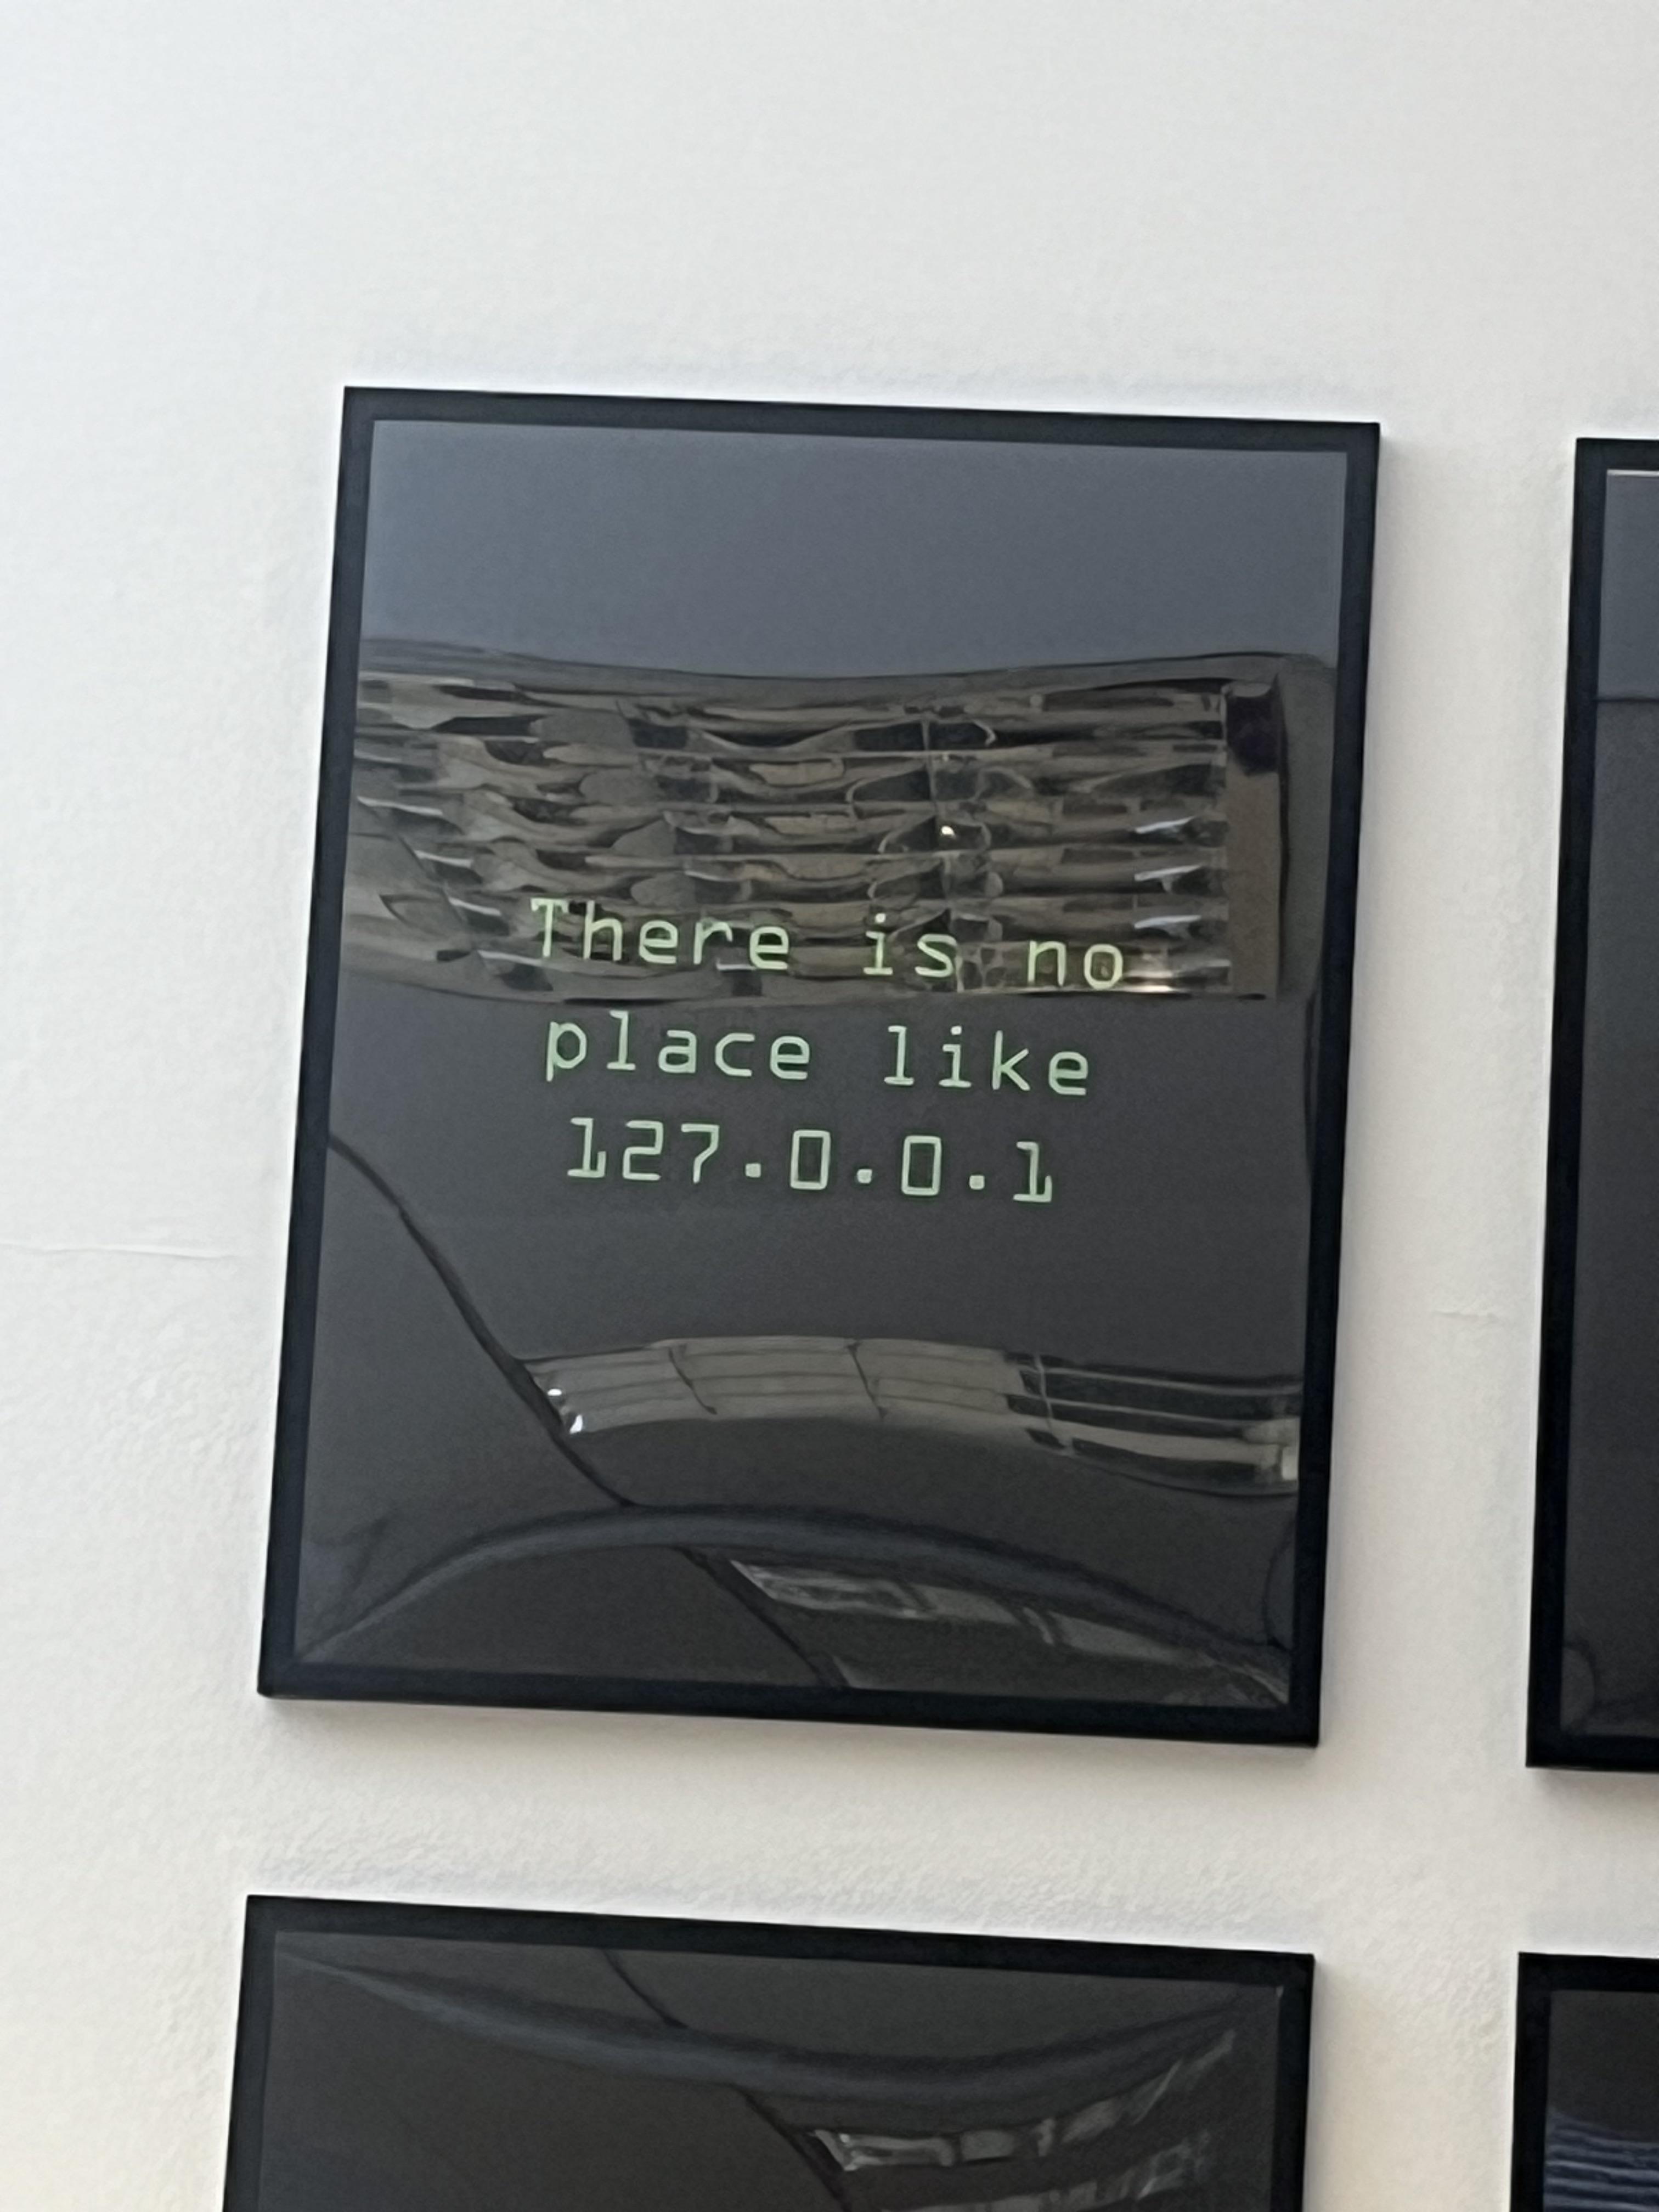 There is no
place like
127.0.0.1